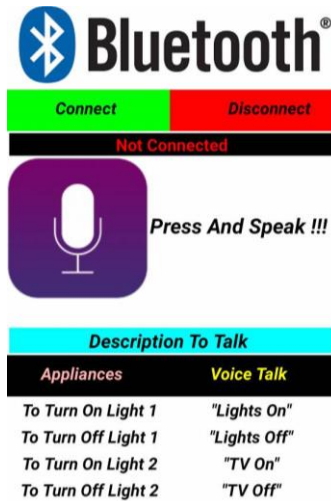 Bluetooth®
Connect Disconnect
Not Connected
Press And Speak !!!
Description To Talk
Appliances Voice Talk
To Turn On Light 1 "Lights On"
To Turn Off Light 1 "Lights Off"
To Turn On Light 2 "TV On"
To Turn Off Light 2 "TV Off"